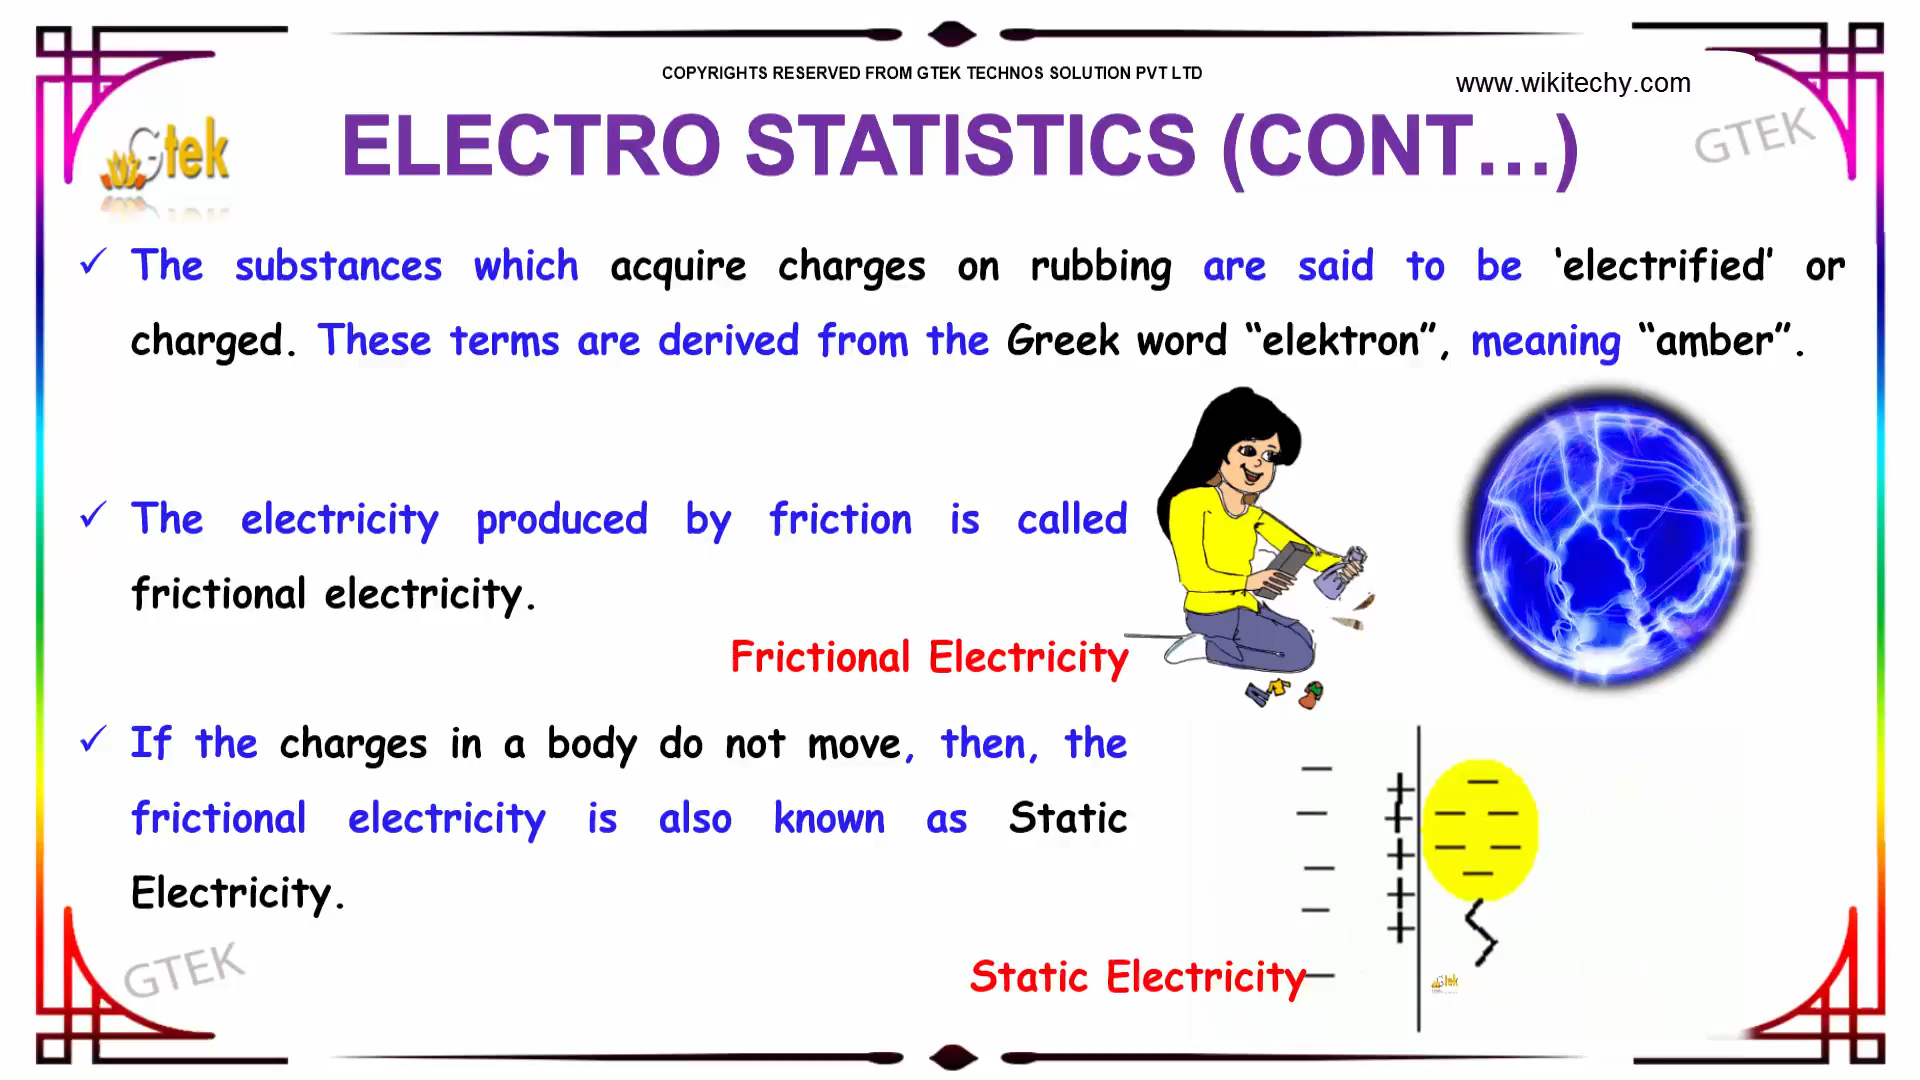 COPYRIGHTS RESERVED FROM GTEK TECHNOS SOLUTION PVT LTD
www.wikitechy.com
Gtek
ELECTRO STATISTICS (CONT…)
GTEK
✓ The substances which acquire charges on rubbing are said to be ‘electrified’ or
charged. These terms are derived from the Greek word “elektron”, meaning “amber”.
✓ The electricity produced by friction is called
frictional electricity.
Frictional Electricity
✓ If the charges in a body do not move, then, the
frictional electricity is also known as Static
Electricity.
GTEK
Static Electricity
Gtek